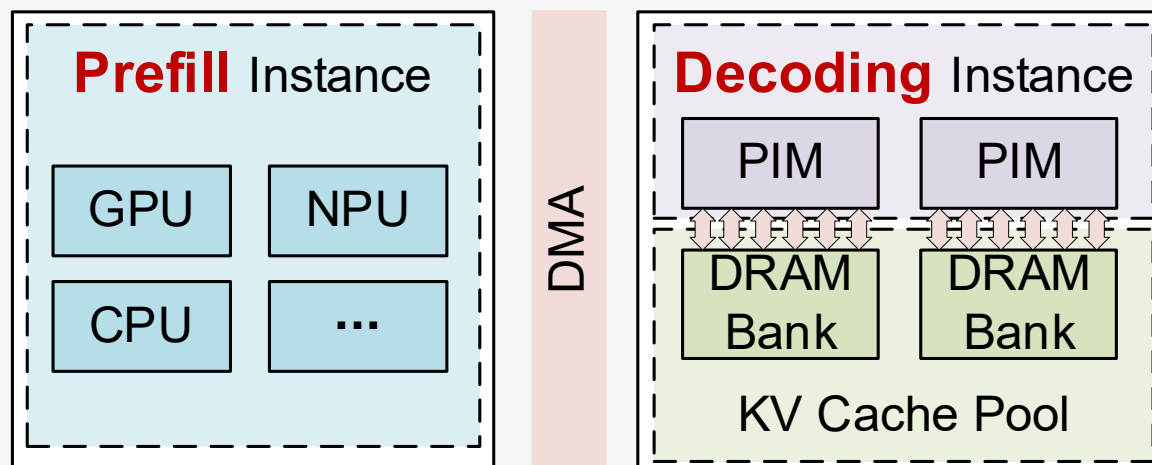 Prefill Instance
GPU
NPU
CPU
...
DMA
Decoding Instance
PIM
PIM
DRAM
Bank
DRAM
Bank
KV Cache Pool